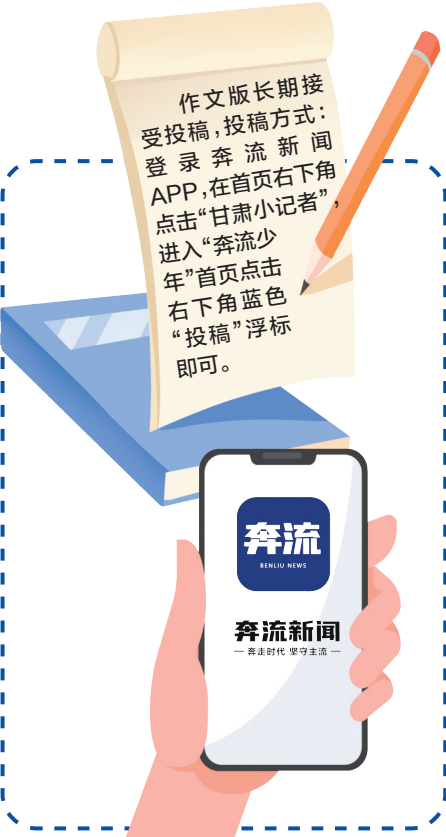 作文版长期接
受投稿，投稿方式：
登录奔流新闻
APP，在首页右下角
点击“甘肃小记者”，
进入“奔流少
年”首页点击
右下角蓝色
“投稿”浮标
即可。
奔流
BENLIU NEWS
奔流新闻
— 奔走时代 坚守主流 —